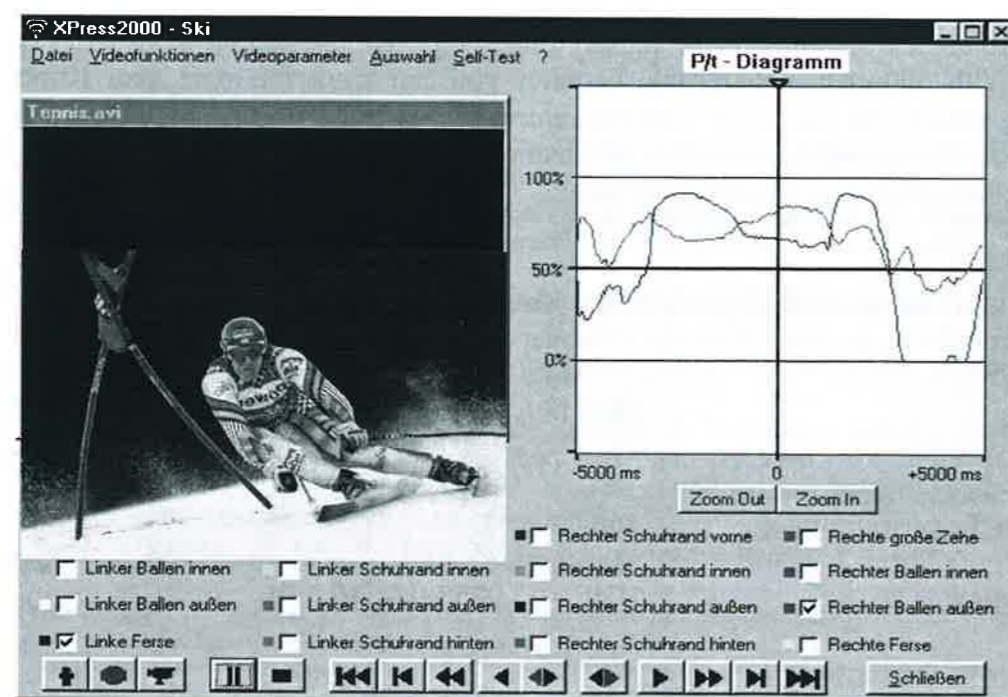 XPress2000 - Ski
Datei Videofunktionen Videoparameter Auswahl Self-Test ?
P/t - Diagramm
Tennis.avi
100%
50%
0%
-5000 ms 0 +5000 ms
Zoom Out Zoom In
Rechter Schuhrand vorne Rechte große Zehe
Linker Ballen innen Linker Schuhrand innen Rechter Schuhrand innen Rechter Ballen innen
Linker Ballen außen Linker Schuhrand außen Rechter Schuhrand außen Rechter Ballen außen
Linke Ferse Linker Schuhrand hinten Rechter Schuhrand hinten Rechte Ferse
Schließen